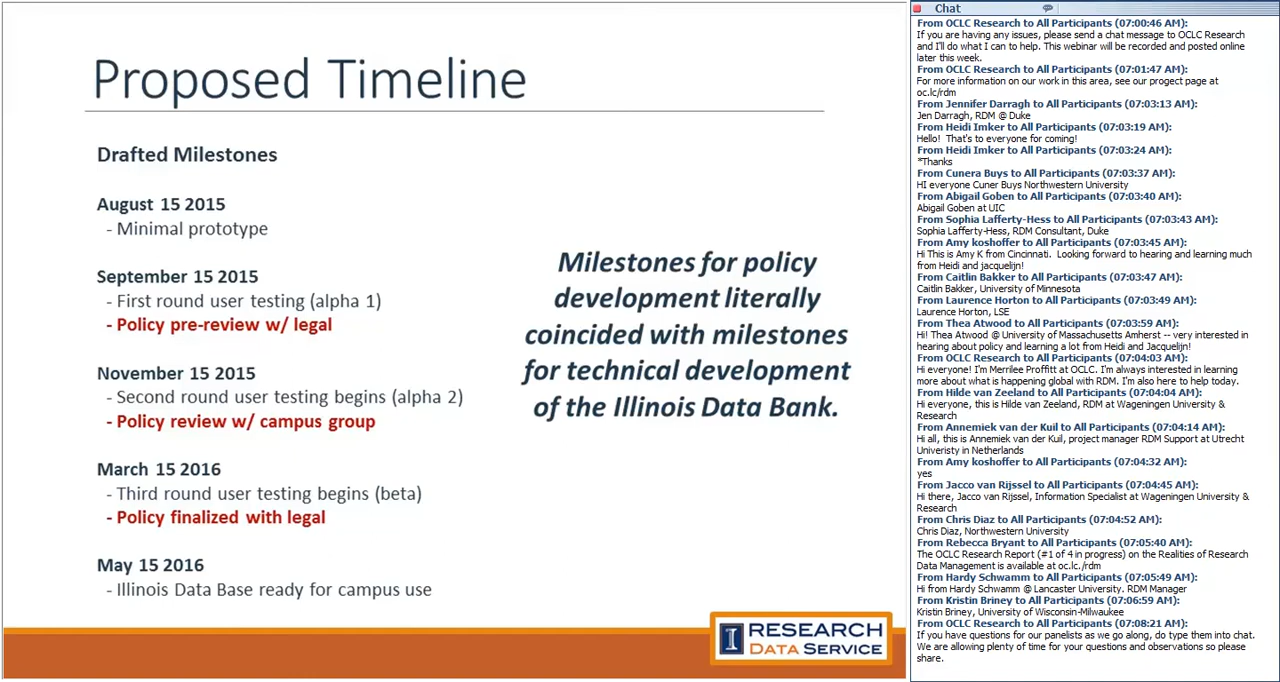 Proposed Timeline
Drafted Milestones
August 15 2015
- Minimal prototype
September 15 2015
- First round user testing (alpha 1)
- Policy pre-review w/ legal
November 15 2015
- Second round user testing begins (alpha 2)
- Policy review w/ campus group
March 15 2016
- Third round user testing begins (beta)
- Policy finalized with legal
May 15 2016
- Illinois Data Base ready for campus use
Milestones for policy
development literally
coincided with milestones
for technical development
of the Illinois Data Bank.
I RESEARCH
DATA SERVICE
Chat
From OCLC Research to All Participants (07:00:46 AM):
If you are having any issues, please send a chat message to OCLC Research
and I'll do what I can to help. This webinar will be recorded and posted online
later this week.
From OCLC Research to All Participants (07:01:47 AM):
For more information on our work in this area, see our progect page at
oc.lc/rdm
From Jennifer Darragh to All Participants (07:03:13 AM):
Jen Darragh, RDM @ Duke
From Heidi Imker to All Participants (07:03:19 AM):
Hello!  That's to everyone for coming!
From Heidi Imker to All Participants (07:03:24 AM):
*Thanks
From Cunera Buys to All Participants (07:03:37 AM):
HI everyone Cuner Buys Northwestern University
From Abigail Goben to All Participants (07:03:40 AM):
Abigail Goben at UIC
From Sophia Lafferty-Hess to All Participants (07:03:43 AM):
Sophia Lafferty-Hess, RDM Consultant, Duke
From Amy koshoffer to All Participants (07:03:45 AM):
Hi This is Amy K from Cincinnati.  Looking forward to hearing and learning much
from Heidi and jacquelijn!
From Caitlin Bakker to All Participants (07:03:47 AM):
Caitlin Bakker, University of Minnesota
From Laurence Horton to All Participants (07:03:49 AM):
Laurence Horton, LSE
From Thea Atwood to All Participants (07:03:59 AM):
Hi! Thea Atwood @ University of Massachusetts Amherst -- very interested in
hearing about policy and learning a lot from Heidi and Jacquelijn!
From OCLC Research to All Participants (07:04:03 AM):
Hi everyone! I'm Merrilee Proffitt at OCLC. I'm always interested in learning
more about what is happening global with RDM. I'm also here to help today.
From Hilde van Zeeland to All Participants (07:04:04 AM):
Hi everyone, this is Hilde van Zeeland, RDM at Wageningen University &
Research
From Annemiek van der Kuil to All Participants (07:04:14 AM):
Hi all, this is Annemiek van der Kuil, project manager RDM Support at Utrecht
Univeristy in Netherlands
From Amy koshoffer to All Participants (07:04:32 AM):
yes
From Jacco van Rijssel to All Participants (07:04:45 AM):
Hi there, Jacco van Rijssel, Information Specialist at Wageningen University &
Research
From Chris Diaz to All Participants (07:04:52 AM):
Chris Diaz, Northwestern University
From Rebecca Bryant to All Participants (07:05:40 AM):
The OCLC Research Report (#1 of 4 in progress) on the Realities of Research
Data Management is available at oc.lc./rdm
From Hardy Schwamm to All Participants (07:05:49 AM):
Hi from Hardy Schwamm @ Lancaster University. RDM Manager
From Kristin Briney to All Participants (07:06:59 AM):
Kristin Briney, University of Wisconsin-Milwaukee
From OCLC Research to All Participants (07:08:21 AM):
If you have questions for our panelists as we go along, do type them into chat.
We are allowing plenty of time for your questions and observations so please
share.